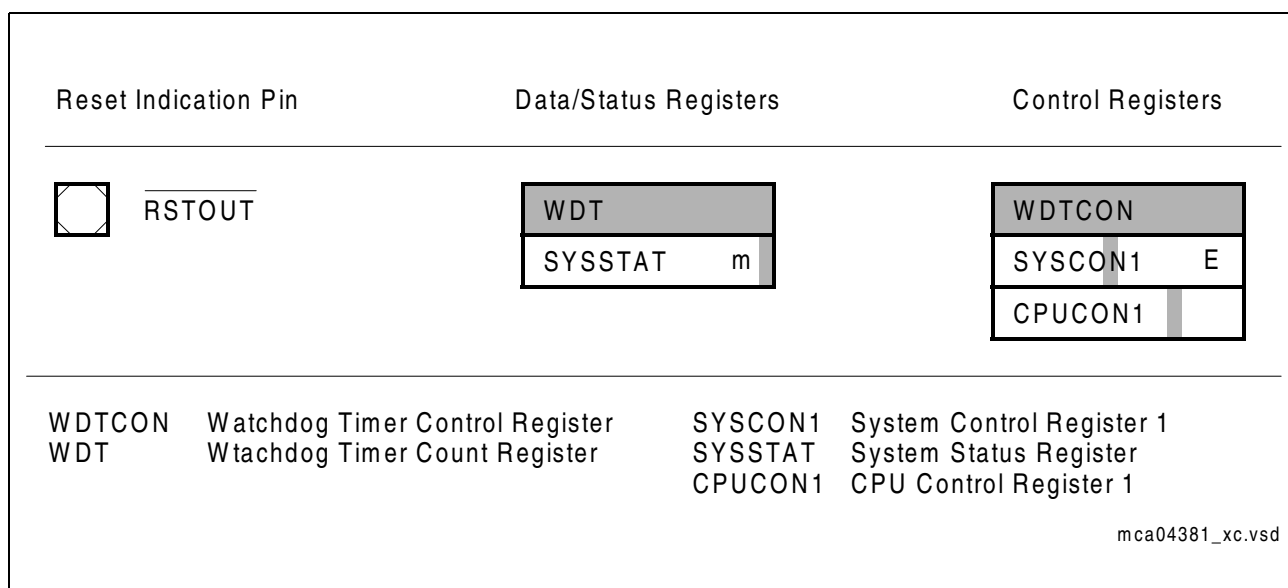 Reset Indication Pin Data/Status Registers Control Registers
RSTOUT WDT WDTCON
SYSSTAT m SYSCON1 E
CPUCON1
WDTCON Watchdog Timer Control Register SYSCON1 System Control Register 1
WDT Wtachdog Timer Count Register SYSSTAT System Status Register
CPUCON1 CPU Control Register 1
mca04381_xc.vsd